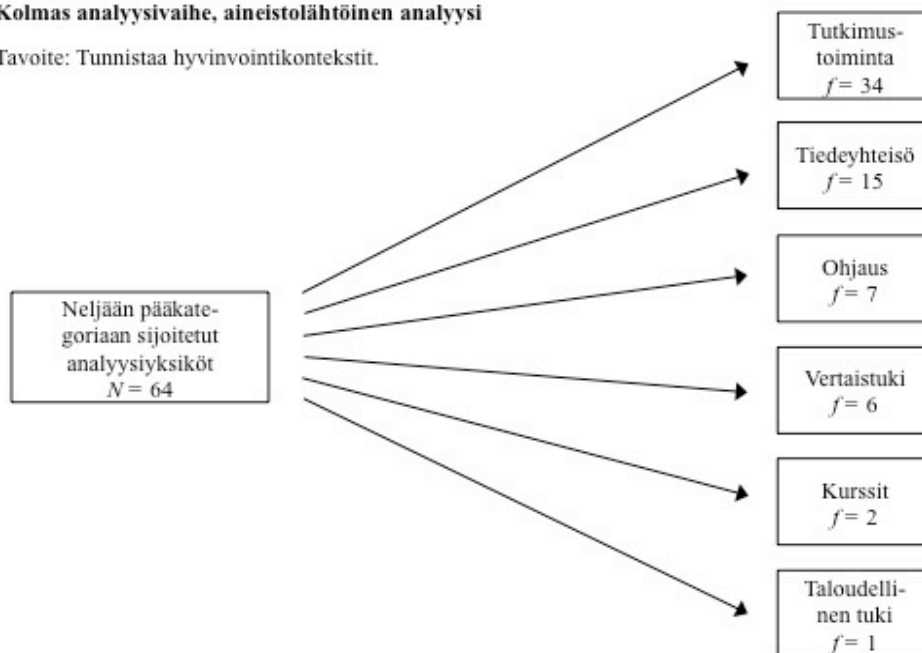 Kolmas analyysivaihe, aineistolähtöinen analyysi
Tavoite: Tunnistaa hyvinvointikontekstit.
Neljään pääkate-
goriaan sijoitetut
analyysiyksiköt
N = 64
Tutkimus-
toiminta
f = 34
Tiedeyhteisö
f = 15
Ohjaus
f = 7
Vertaistuki
f = 6
Kurssit
f = 2
Taloudelli-
nen tuki
f = 1